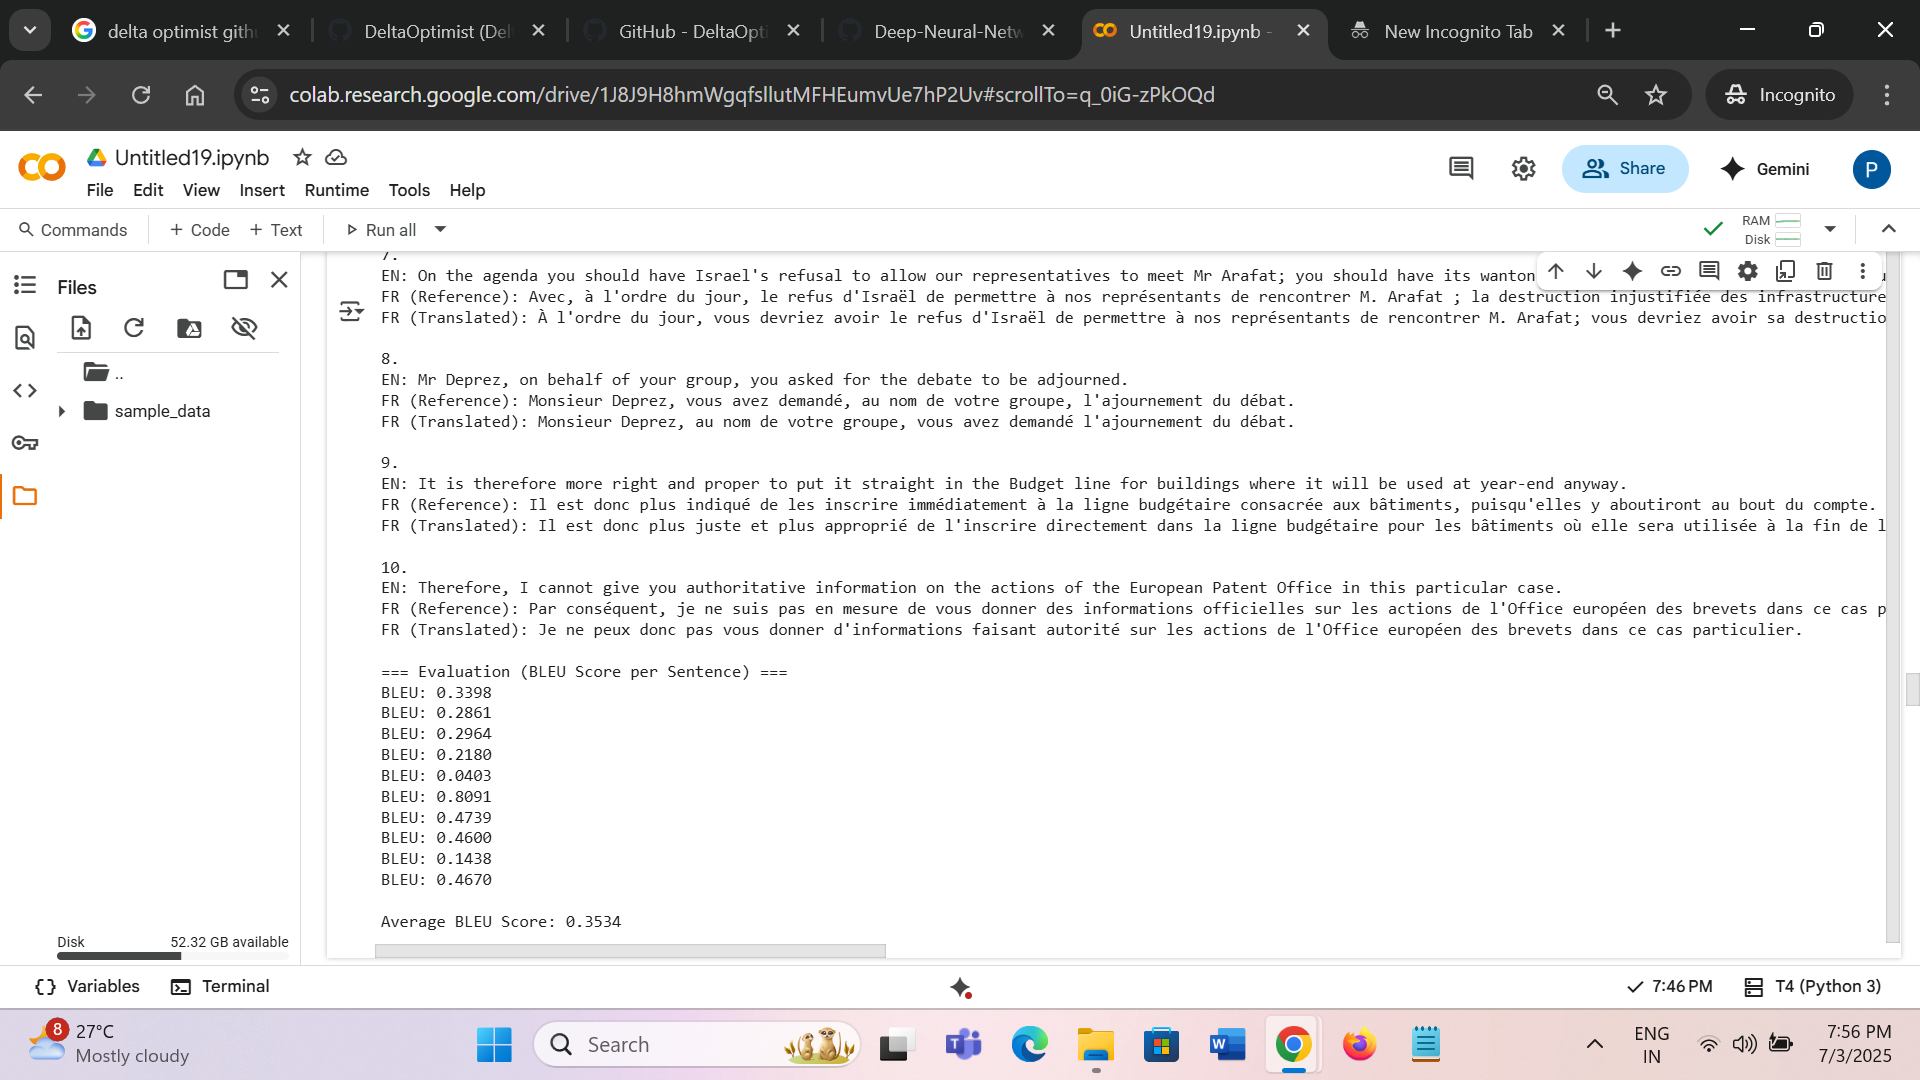 delta optimist gith
DeltaOptimist (Del
GitHub - DeltaOpti
Deep-Neural-Netw
Untitled19.ipynb -
New Incognito Tab
colab.research.google.com/drive/1J8J9H8hmWgqfsllutMFHEumvUe7hP2Uv#scrollTo=q_0iG-zPkOQd
Incognito
Untitled19.ipynb
Share
Gemini
P
File Edit View Insert Runtime Tools Help
Commands + Code + Text Run all
RAM
Disk
Files
..
sample_data
7.
EN: On the agenda you should have Israel's refusal to allow our representatives to meet Mr Arafat; you should have its wanton
FR (Reference): Avec, à l'ordre du jour, le refus d'Israël de permettre à nos représentants de rencontrer M. Arafat ; la destruction injustifiée des infrastructure
FR (Translated): À l'ordre du jour, vous devriez avoir le refus d'Israël de permettre à nos représentants de rencontrer M. Arafat; vous devriez avoir sa destructio
8.
EN: Mr Deprez, on behalf of your group, you asked for the debate to be adjourned.
FR (Reference): Monsieur Deprez, vous avez demandé, au nom de votre groupe, l'ajournement du débat.
FR (Translated): Monsieur Deprez, au nom de votre groupe, vous avez demandé l'ajournement du débat.
9.
EN: It is therefore more right and proper to put it straight in the Budget line for buildings where it will be used at year-end anyway.
FR (Reference): Il est donc plus indiqué de les inscrire immédiatement à la ligne budgétaire consacrée aux bâtiments, puisqu'elles y aboutiront au bout du compte.
FR (Translated): Il est donc plus juste et plus approprié de l'inscrire directement dans la ligne budgétaire pour les bâtiments où elle sera utilisée à la fin de l
10.
EN: Therefore, I cannot give you authoritative information on the actions of the European Patent Office in this particular case.
FR (Reference): Par conséquent, je ne suis pas en mesure de vous donner des informations officielles sur les actions de l'Office européen des brevets dans ce cas p
FR (Translated): Je ne peux donc pas vous donner d'informations faisant autorité sur les actions de l'Office européen des brevets dans ce cas particulier.
=== Evaluation (BLEU Score per Sentence) ===
BLEU: 0.3398
BLEU: 0.2861
BLEU: 0.2964
BLEU: 0.2180
BLEU: 0.0403
BLEU: 0.8091
BLEU: 0.4739
BLEU: 0.4600
BLEU: 0.1438
BLEU: 0.4670
Average BLEU Score: 0.3534
Disk 52.32 GB available
Variables Terminal
7:46 PM T4 (Python 3)
8
27°C
Mostly cloudy
Search
ENG
IN
7:56 PM
7/3/2025